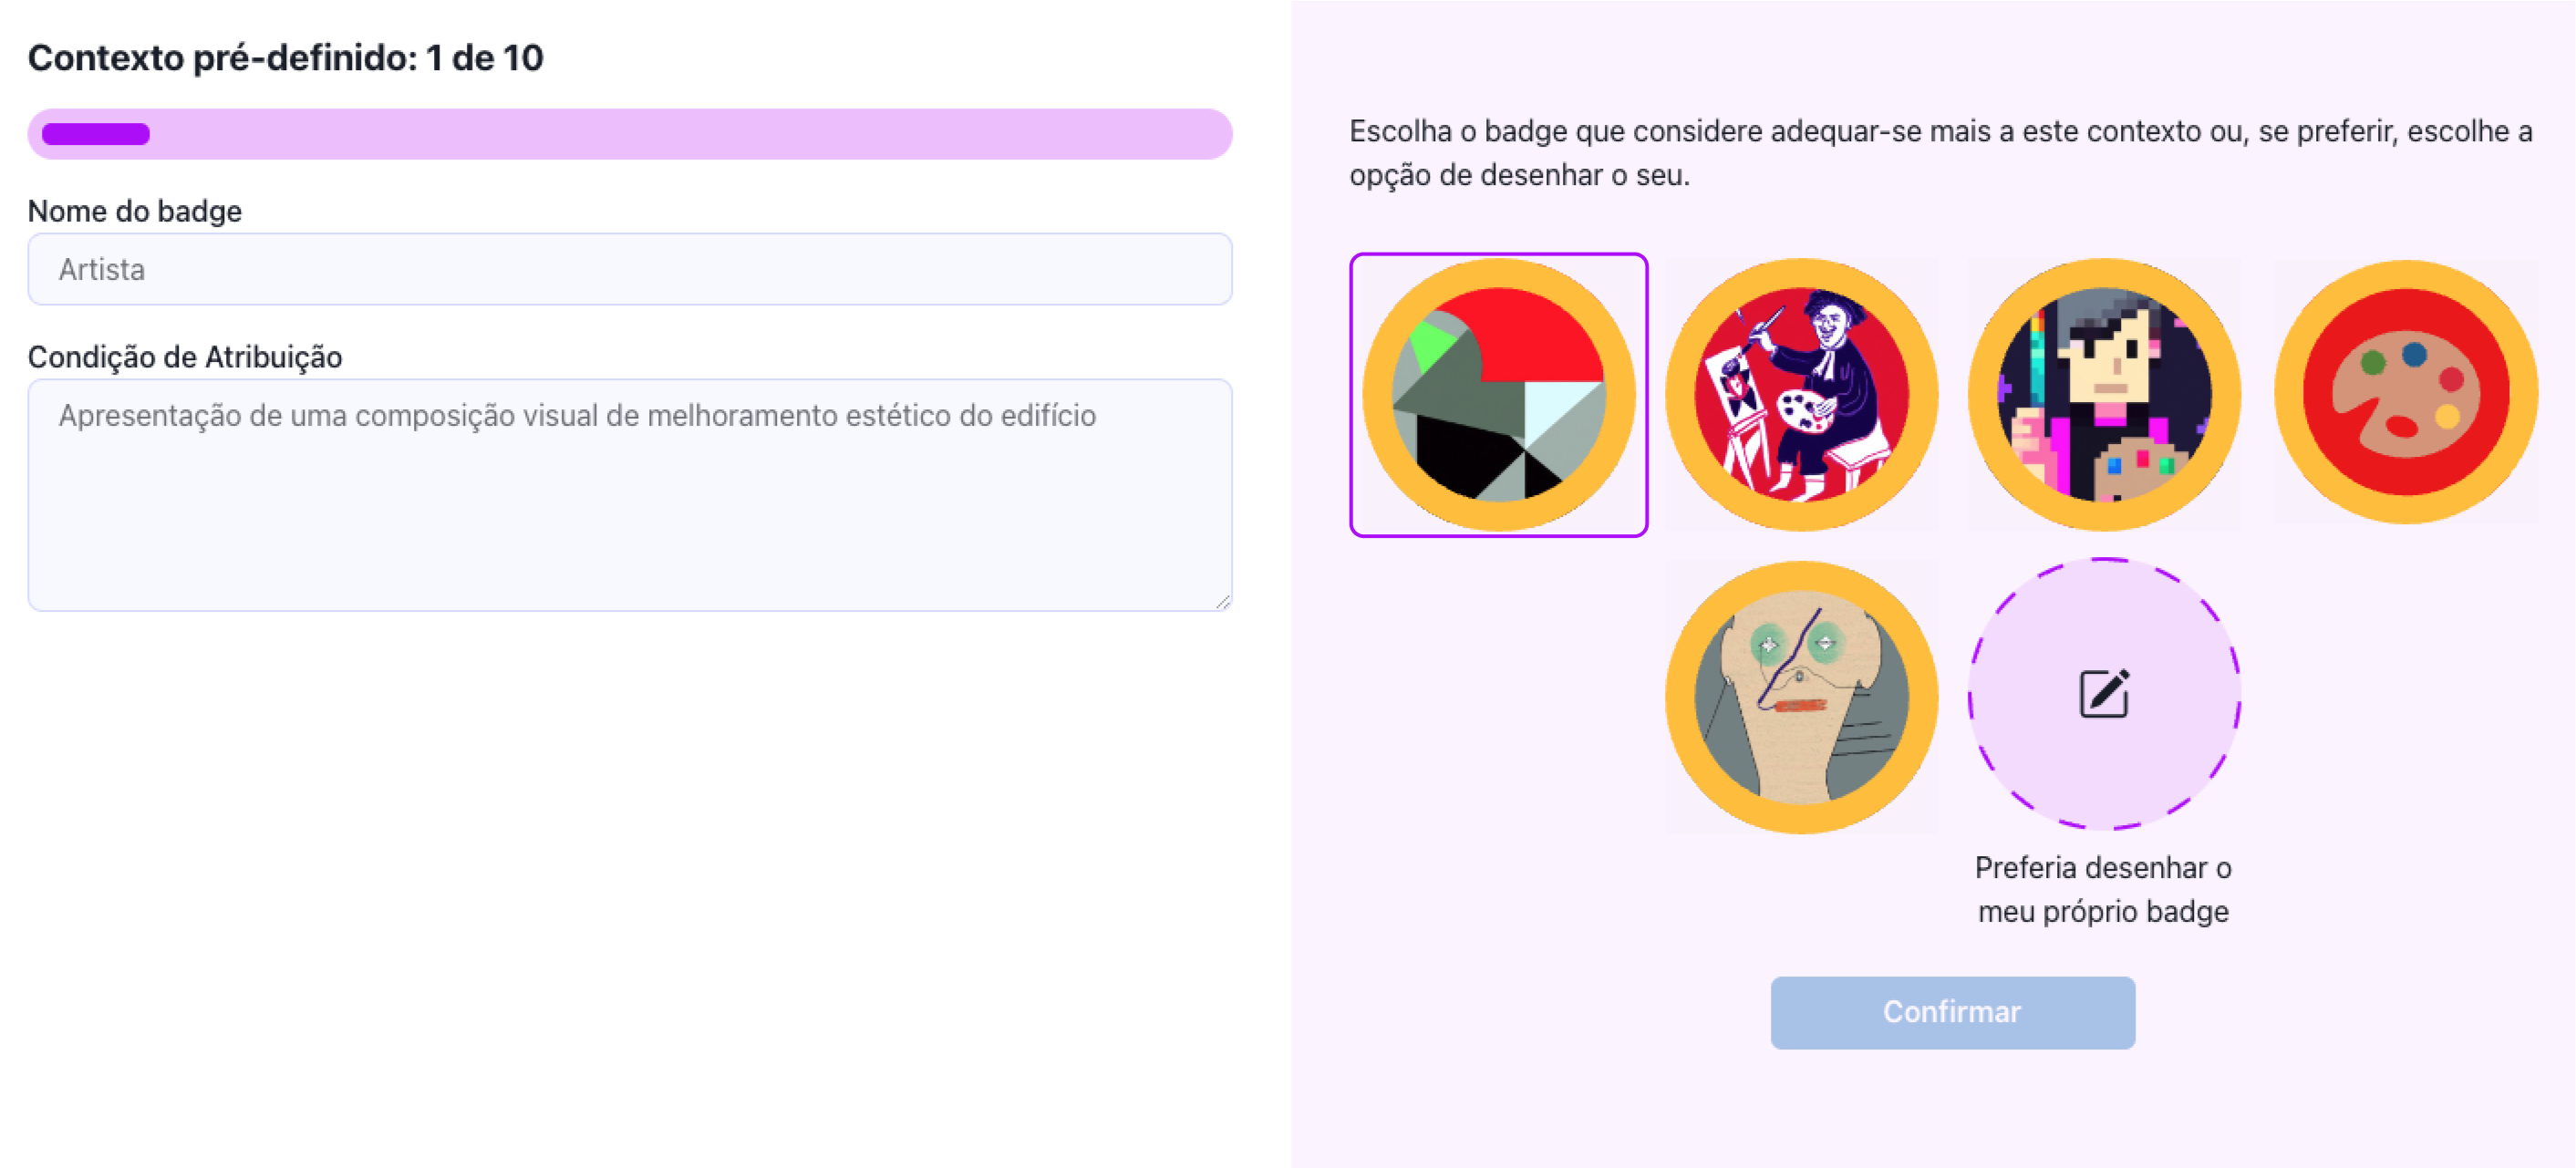 Contexto pré-definido: 1 de 10
Nome do badge
Artista
Condição de Atribuição
Apresentação de uma composição visual de melhoramento estético do edifício
Escolha o badge que considere adequar-se mais a este contexto ou, se preferir, escolhe a
opção de desenhar o seu.
Preferia desenhar o
meu próprio badge
Confirmar